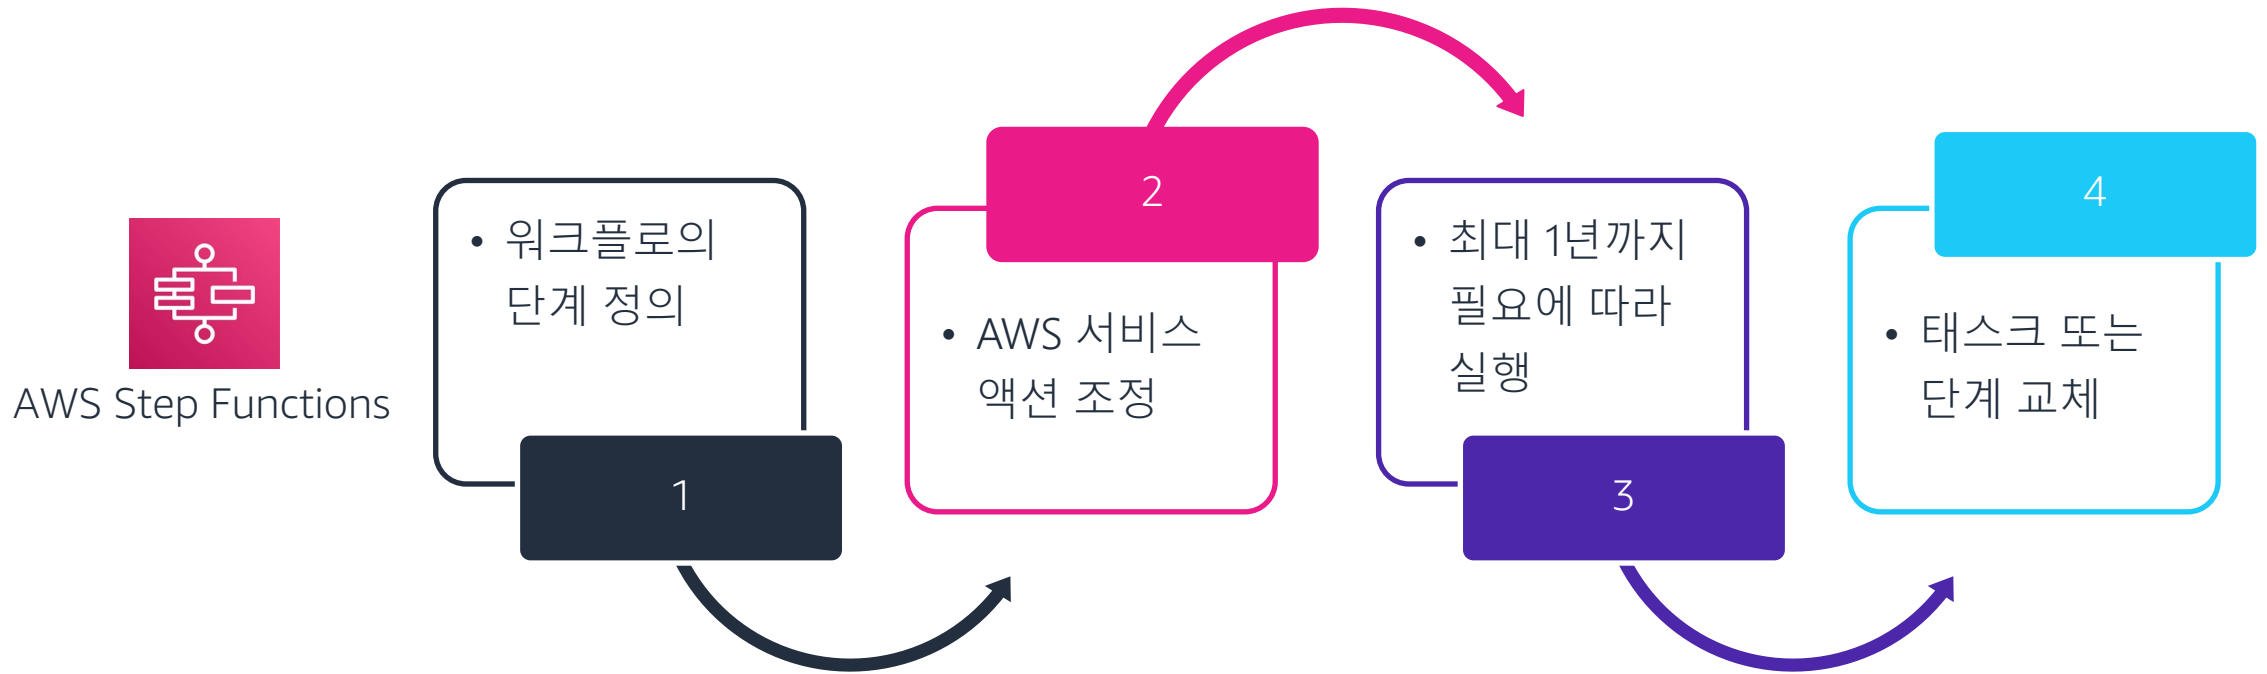 AWS Step Functions
• 워크플로의
단계 정의
1
2
• AWS 서비스
액션 조정
• 최대 1년까지
필요에 따라
실행
3
4
• 태스크 또는
단계 교체